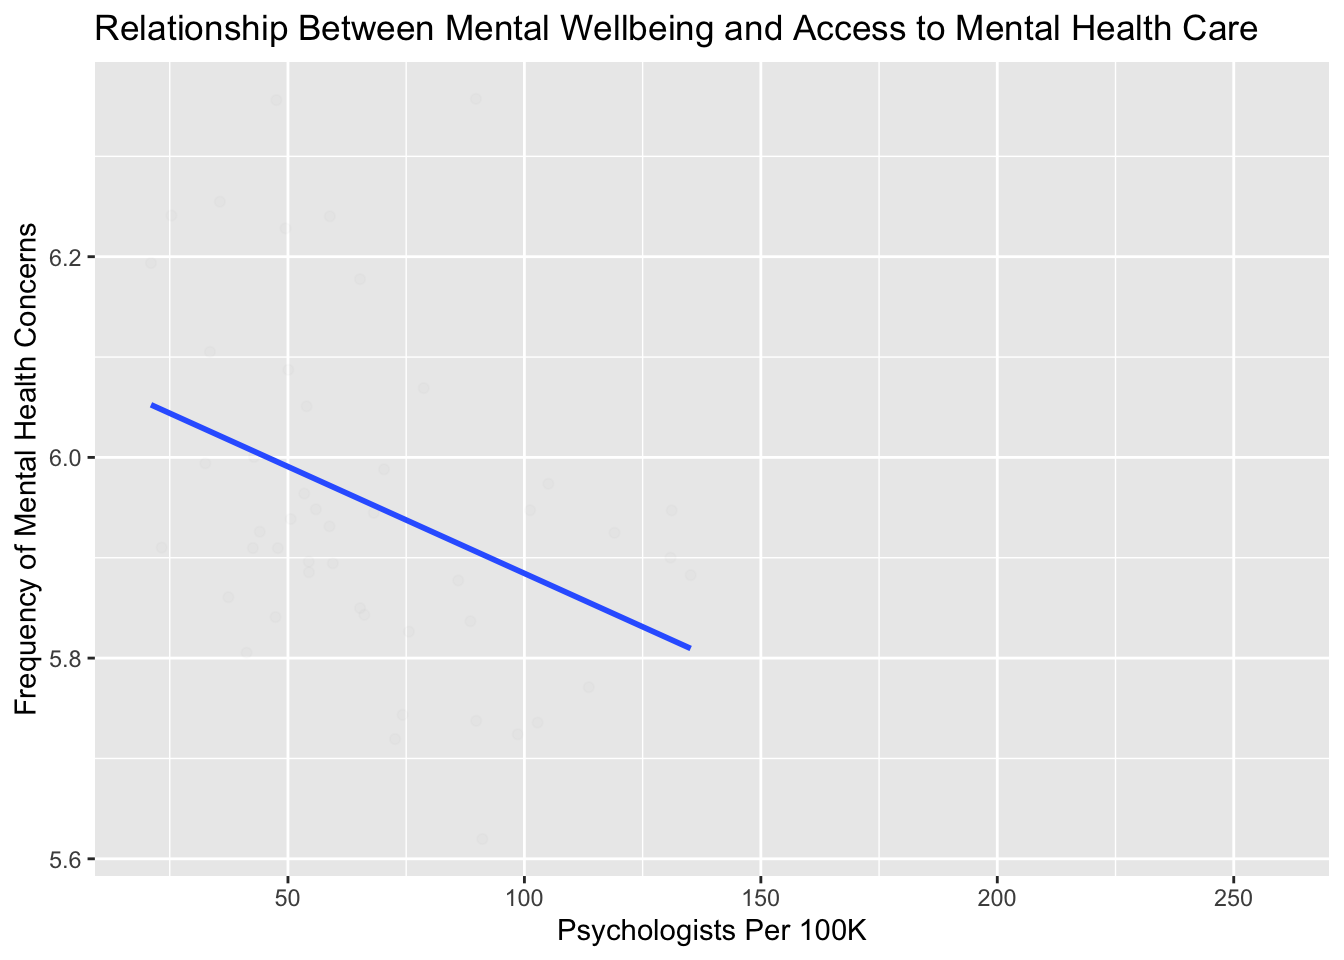 Relationship Between Mental Wellbeing and Access to Mental Health Care
Frequency of Mental Health Concerns
6.2
6.0
5.8
5.6
50 100 150 200 250
Psychologists Per 100K